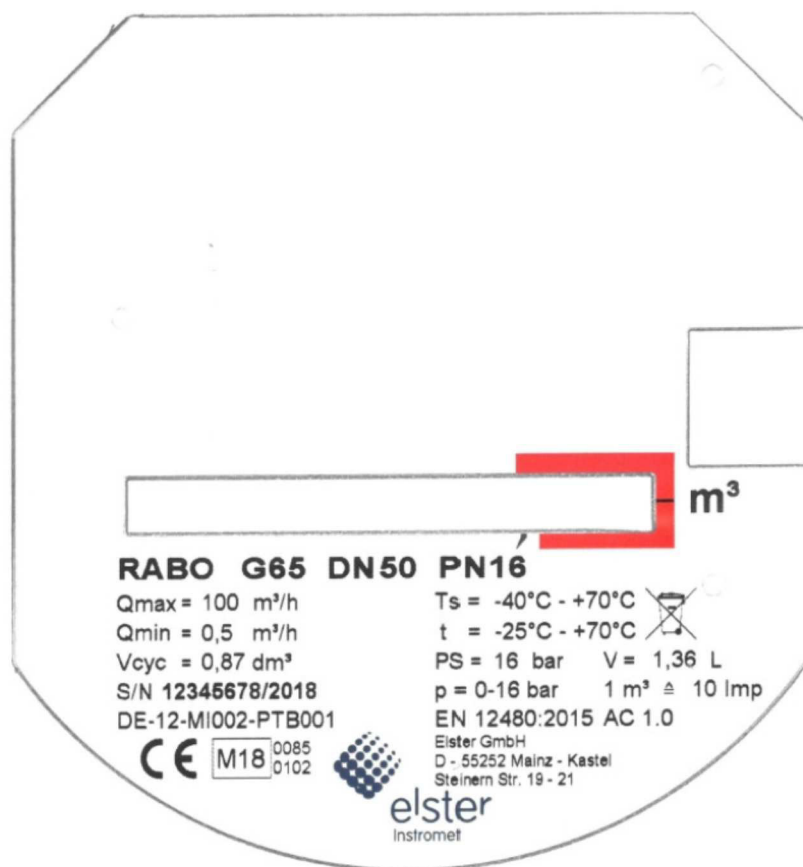 m³
RABO G65 DN50 PN16
Qmax = 100 m³/h
Qmin = 0,5 m³/h
Vcyc = 0,87 dm³
S/N 12345678/2018
DE-12-MI002-PTB001
CE M18 0085
0102
Ts = -40°C - +70°C
t = -25°C - +70°C
PS = 16 bar V = 1,36 L
p = 0-16 bar 1 m³ ≙ 10 Imp
EN 12480:2015 AC 1.0
Elster GmbH
D - 55252 Mainz - Kastel
Steinern Str. 19 - 21
elster
Instromet